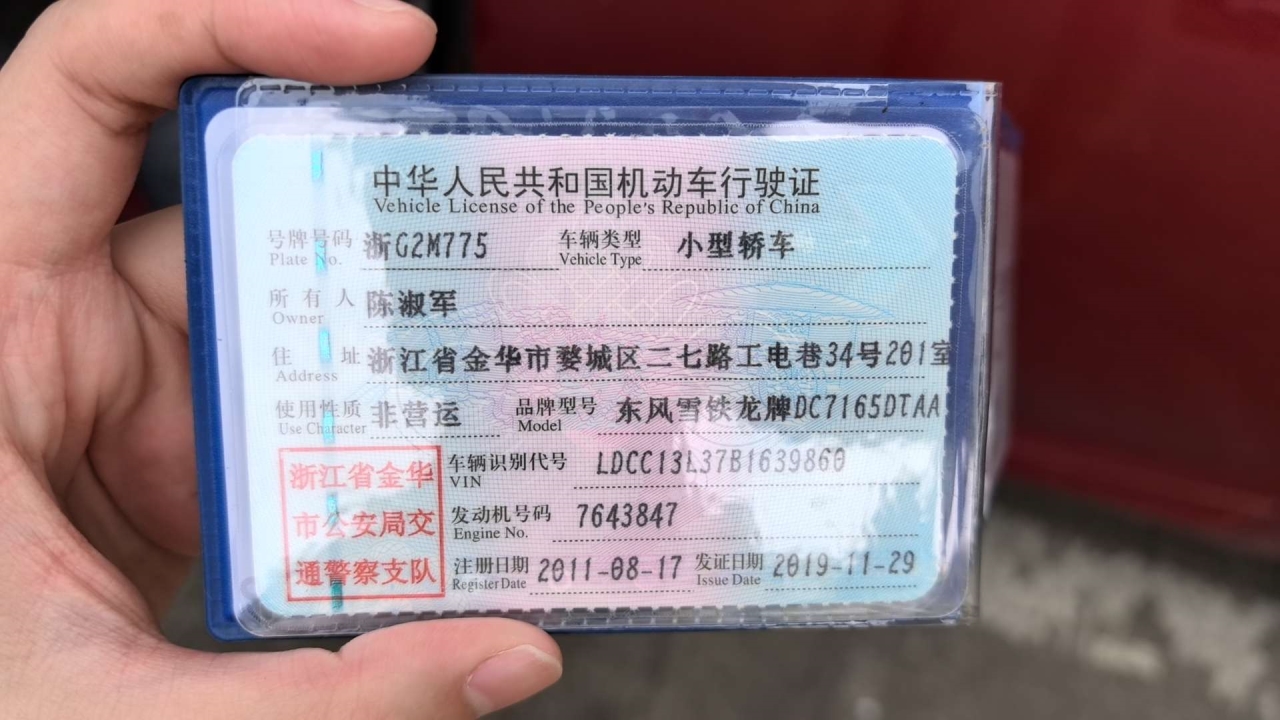 中华人民共和国机动车行驶证
Vehicle License of the People's Republic of China
号牌号码 浙G2M775 车辆类型 小型轿车
Plate No. Vehicle Type
所有人 陈淑军
Owner
住址 浙江省金华市婺城区二七路工电巷34号201室
Address
使用性质 非营运 品牌型号 东风雪铁龙牌DC7165DTAA
Use Character Model
浙江省金华
市公安局交
通警察支队
车辆识别代号 LDCC13L37B1639860
VIN
发动机号码 7643847
Engine No.
注册日期 2011-08-17 发证日期 2019-11-29
Register Date Issue Date